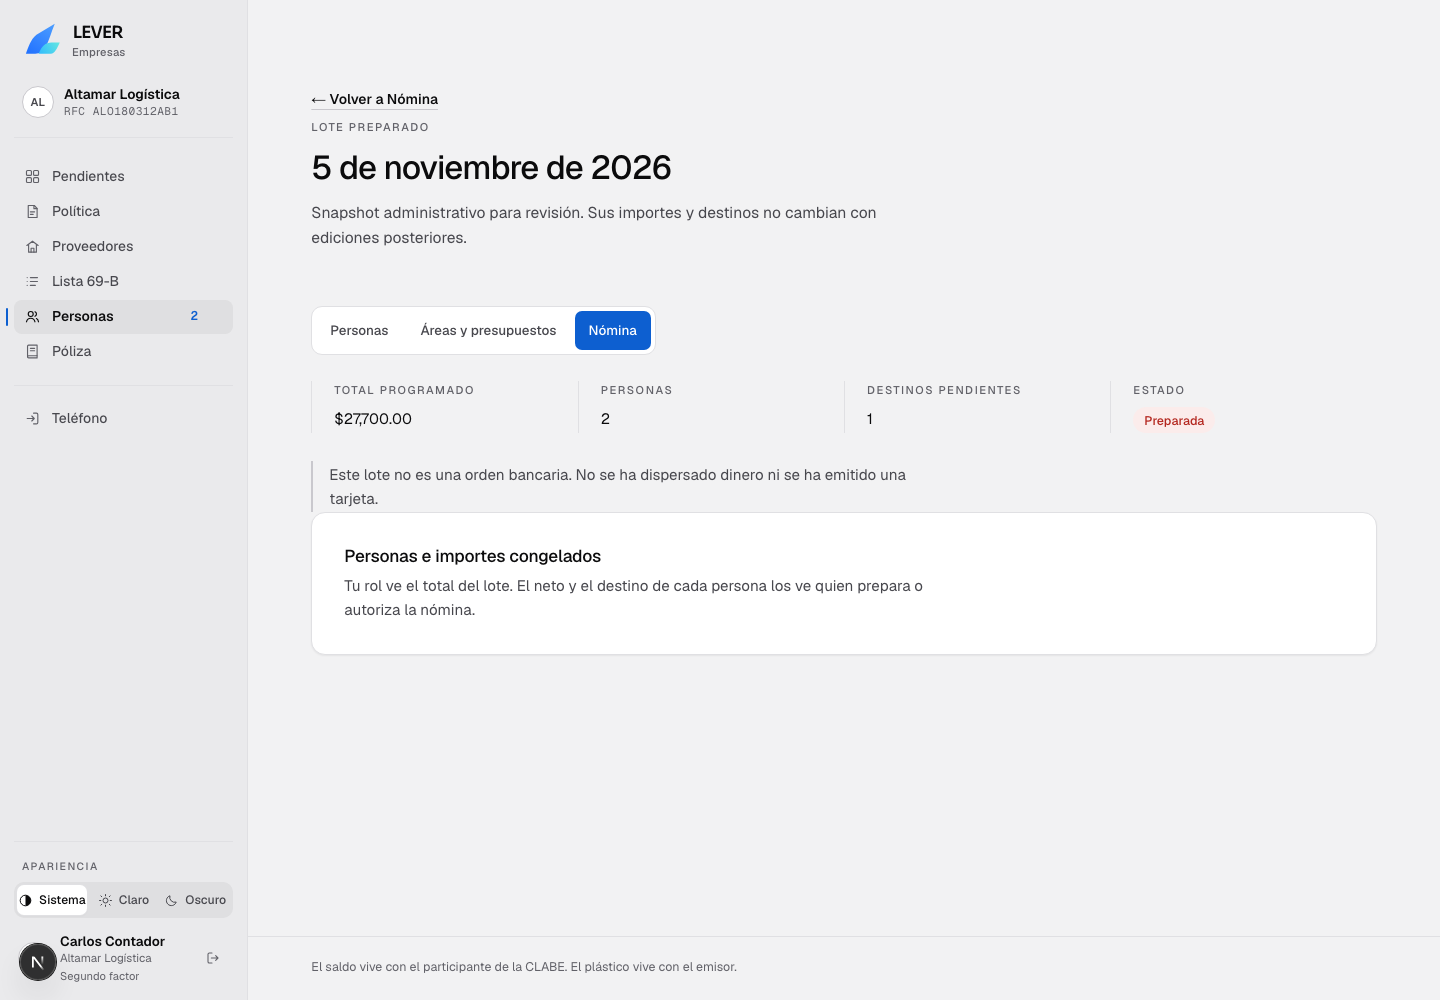 LEVER
Empresas
AL
Altamar Logística
RFC ALO180312AB1
Pendientes
Política
Proveedores
Lista 69-B
Personas 2
Póliza
Teléfono
APARIENCIA
Sistema Claro Oscuro
N
Carlos Contador
Altamar Logística
Segundo factor
← Volver a Nómina
LOTE PREPARADO
5 de noviembre de 2026
Snapshot administrativo para revisión. Sus importes y destinos no cambian con
ediciones posteriores.
Personas Áreas y presupuestos Nómina
TOTAL PROGRAMADO
$27,700.00
PERSONAS
2
DESTINOS PENDIENTES
1
ESTADO
Preparada
Este lote no es una orden bancaria. No se ha dispersado dinero ni se ha emitido una
tarjeta.
Personas e importes congelados
Tu rol ve el total del lote. El neto y el destino de cada persona los ve quien prepara o
autoriza la nómina.
El saldo vive con el participante de la CLABE. El plástico vive con el emisor.